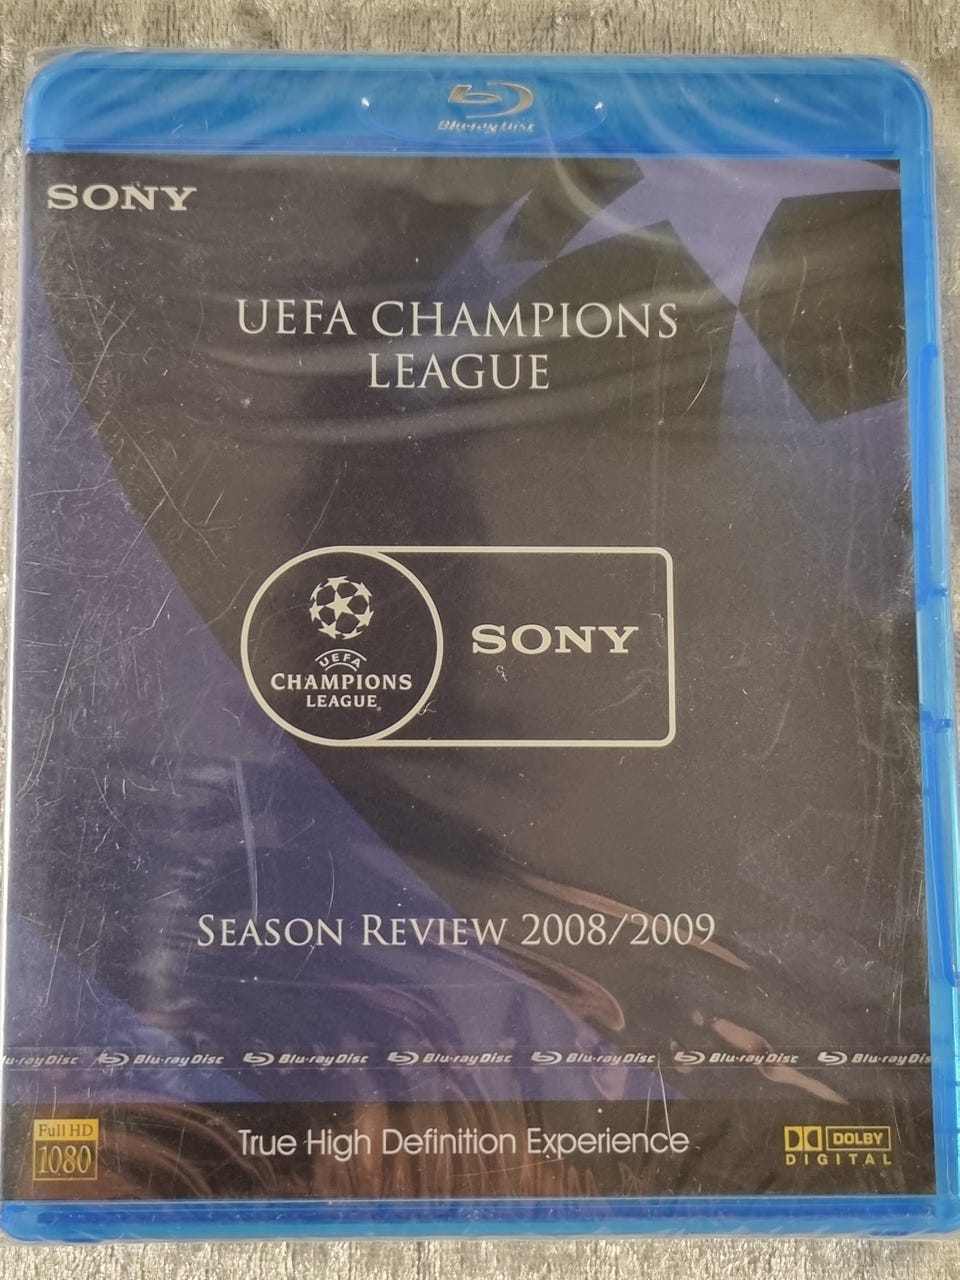 Blu-ray Disc
SONY
UEFA CHAMPIONS
LEAGUE
UEFA
CHAMPIONS
LEAGUE
SONY
SEASON REVIEW 2008/2009
u-ray Disc Blu-ray Disc Blu-ray Disc Blu-ray Disc Blu-ray Disc Blu-ray Disc Blu-ray Dis
Full HD
1080
True High Definition Experience
DOLBY
DIGITAL